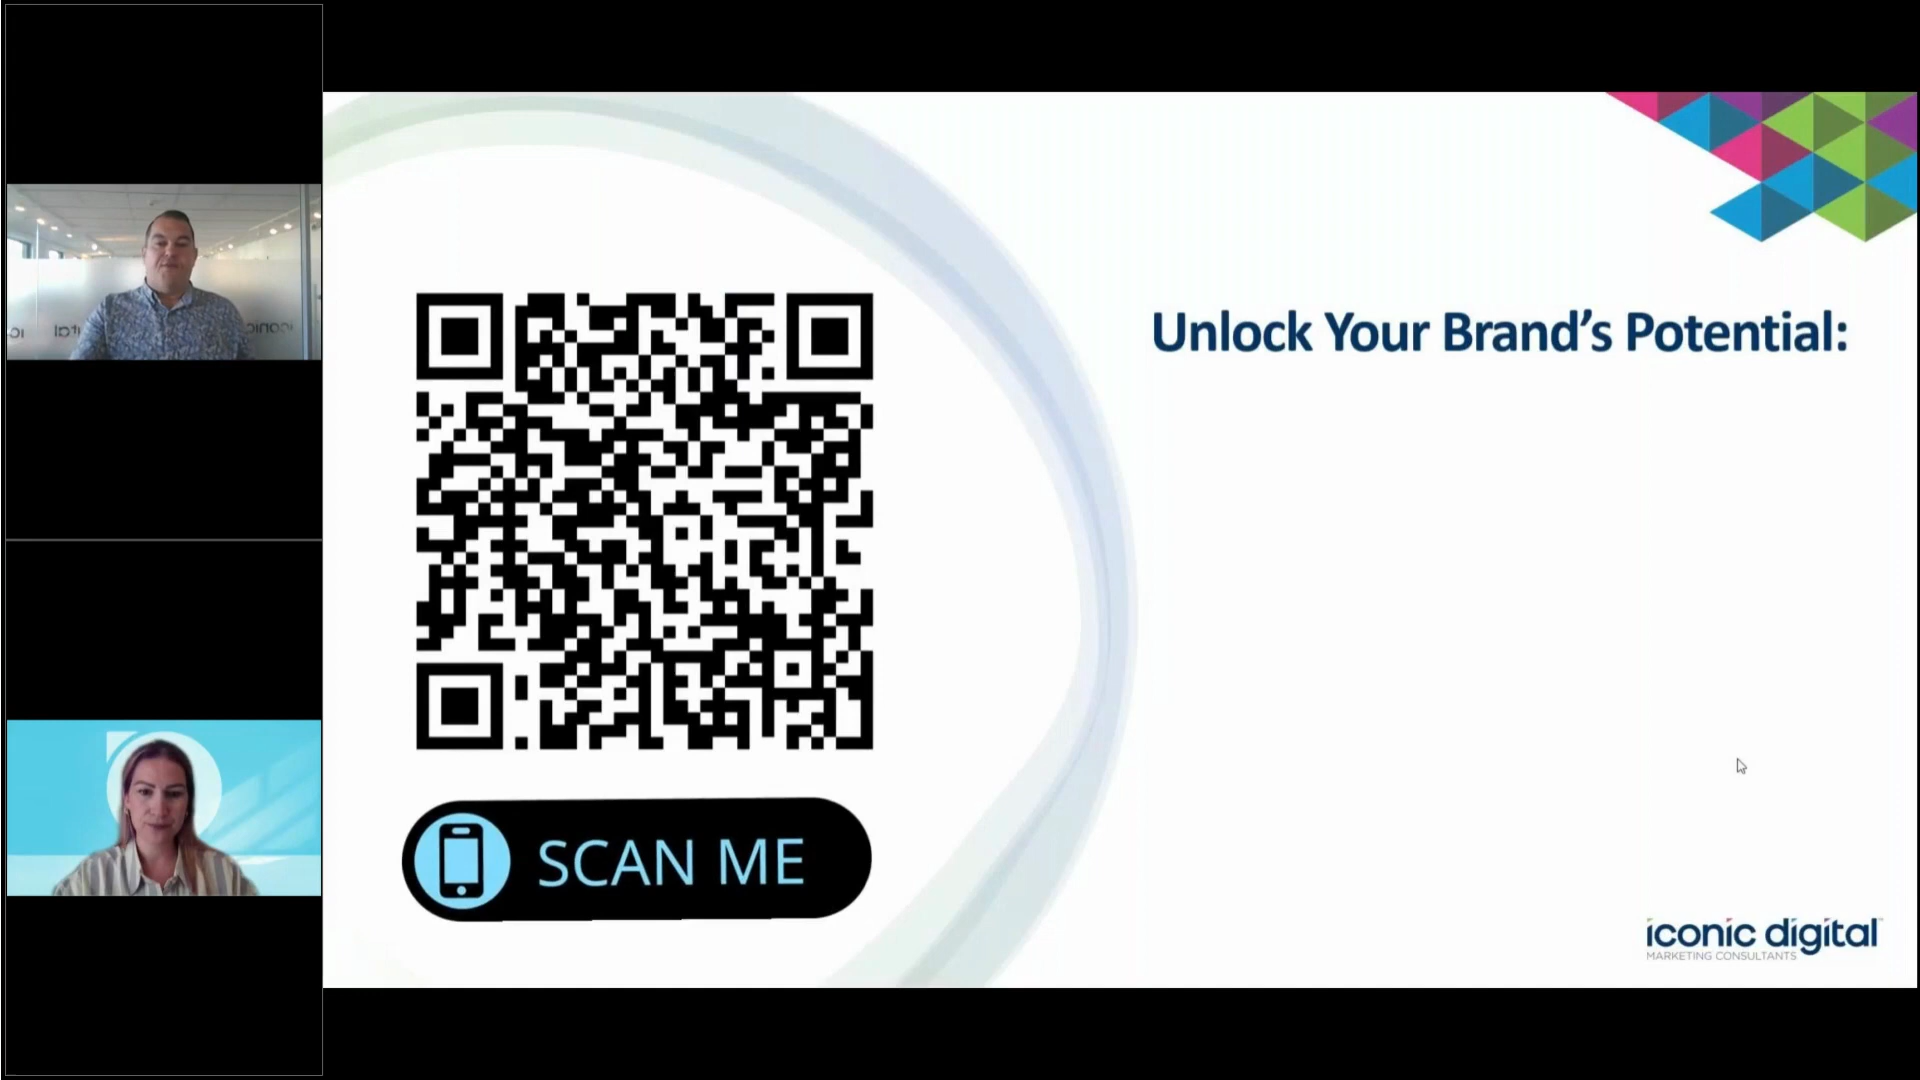 Unlock Your Brand's Potential:
SCAN ME
iconic digital
MARKETING CONSULTANTS